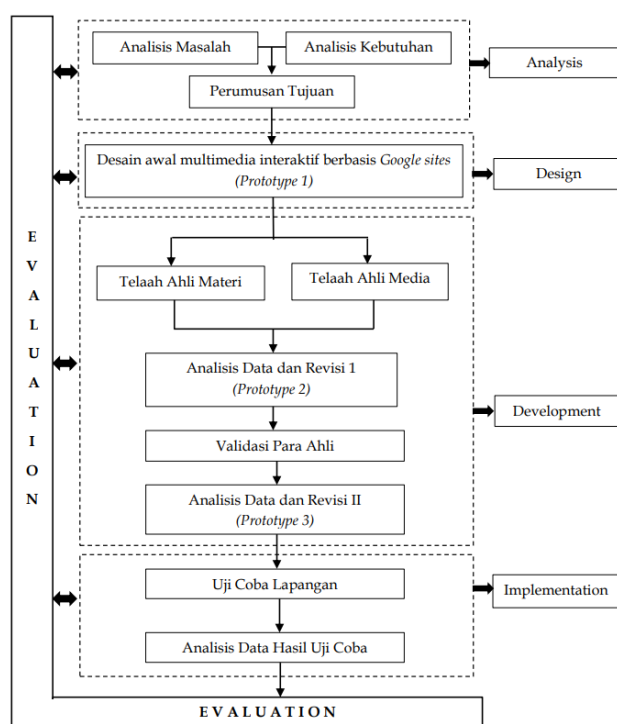 Analisis Masalah
Analisis Kebutuhan
Analysis
Perumusan Tujuan
Desain awal multimedia interaktif berbasis Google sites
(Prototype 1)
Design
EVALUATION
Telaah Ahli Materi
Telaah Ahli Media
Analisis Data dan Revisi 1
(Prototype 2)
Development
Validasi Para Ahli
Analisis Data dan Revisi II
(Prototype 3)
Uji Coba Lapangan
Implementation
Analisis Data Hasil Uji Coba
EVALUATION